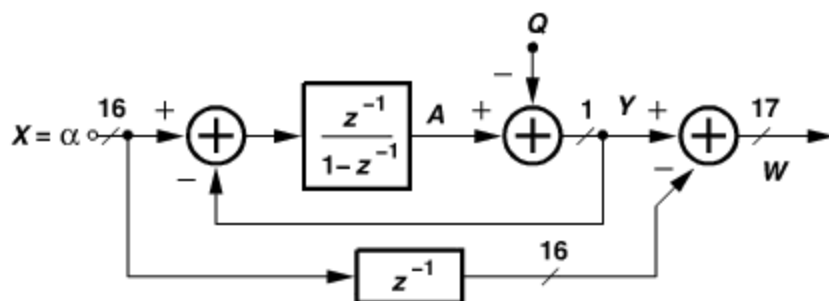 Q
−
16
+
z⁻¹
1−z⁻¹
A
+
1
Y
+
17
X = α
−
−
W
16
z⁻¹